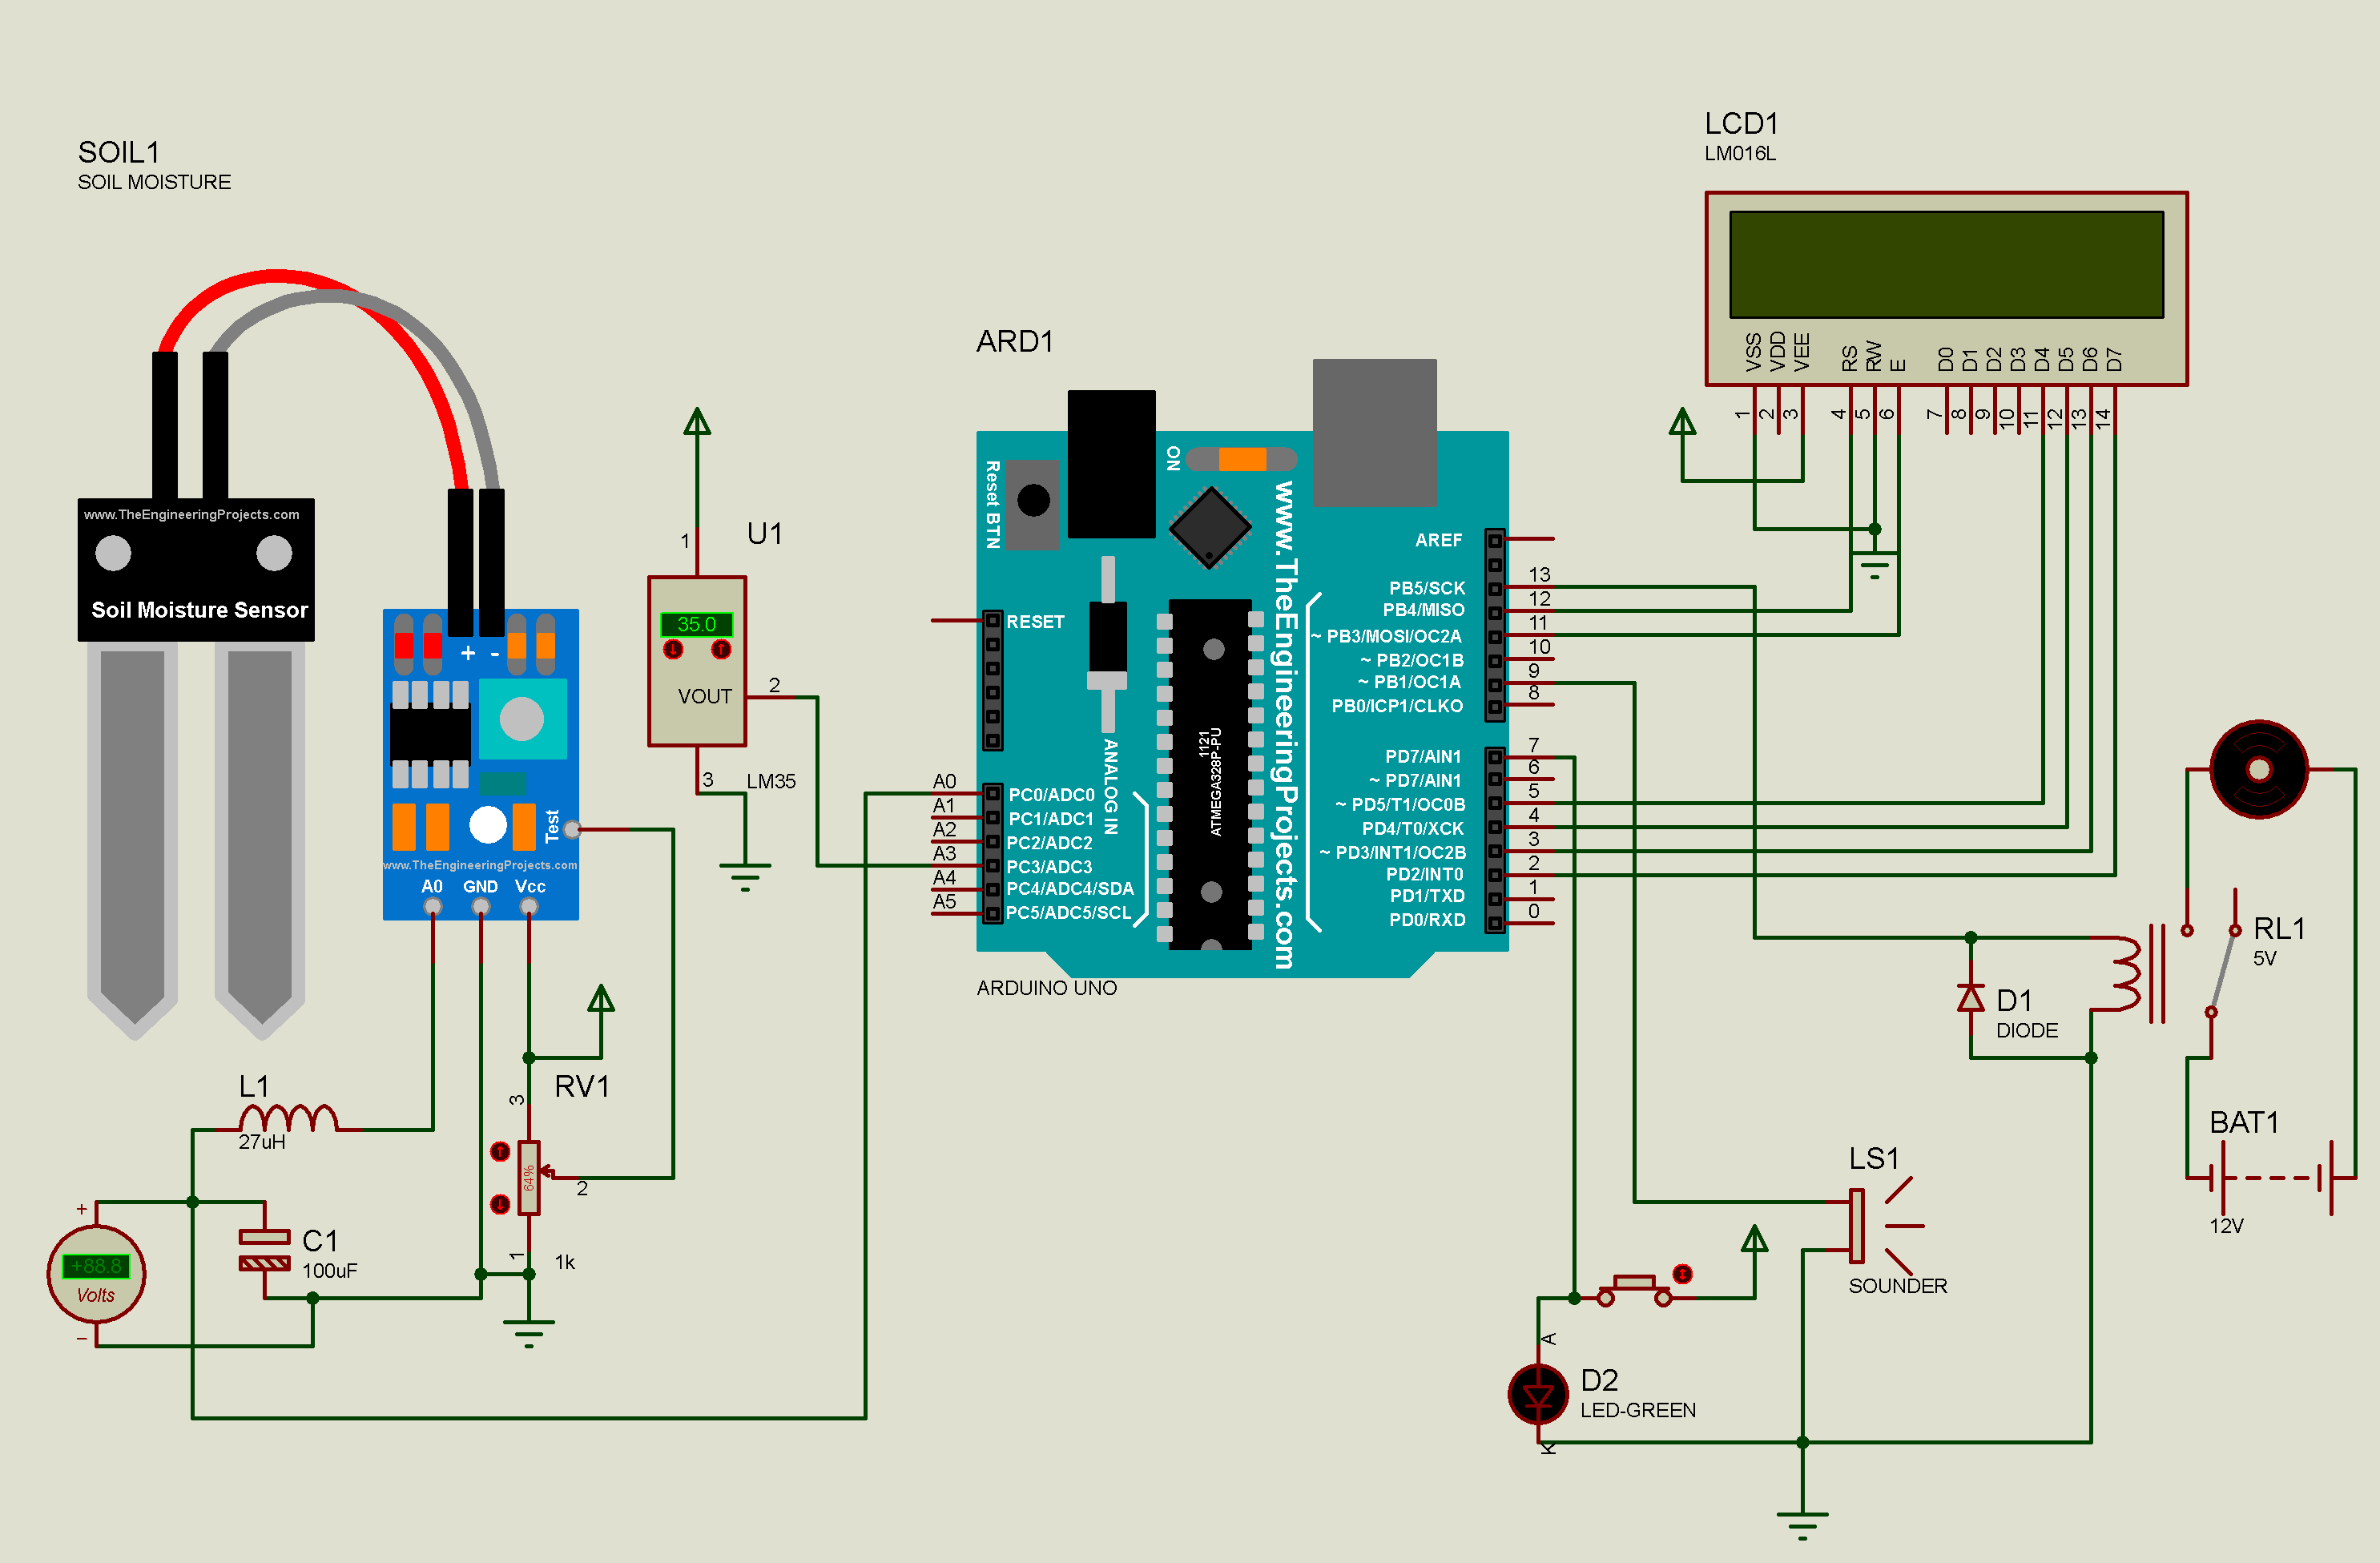 SOIL1
SOIL MOISTURE
www.TheEngineeringProjects.com
Soil Moisture Sensor
+ -
Test
www.TheEngineeringProjects.com
A0 GND Vcc
L1
27uH
+
+88.8
Volts
−
C1
100uF
RV1
3
64%
2
1
1k
U1
1
35.0
VOUT
2
3
LM35
ARD1
Reset BTN
ON
www.TheEngineeringProjects.com
RESET
ANALOG IN
1121
ATMEGA328P-PU
A0 PC0/ADC0
A1 PC1/ADC1
A2 PC2/ADC2
A3 PC3/ADC3
A4 PC4/ADC4/SDA
A5 PC5/ADC5/SCL
AREF
PB5/SCK 13
PB4/MISO 12
~ PB3/MOSI/OC2A 11
~ PB2/OC1B 10
~ PB1/OC1A 9
PB0/ICP1/CLKO 8
PD7/AIN1 7
~ PD7/AIN1 6
~ PD5/T1/OC0B 5
PD4/T0/XCK 4
~ PD3/INT1/OC2B 3
PD2/INT0 2
PD1/TXD 1
PD0/RXD 0
ARDUINO UNO
LCD1
LM016L
VSS VDD VEE RS RW E D0 D1 D2 D3 D4 D5 D6 D7
1 2 3 4 5 6 7 8 9 10 11 12 13 14
RL1
5V
D1
DIODE
BAT1
12V
LS1
SOUNDER
A
D2
LED-GREEN
K